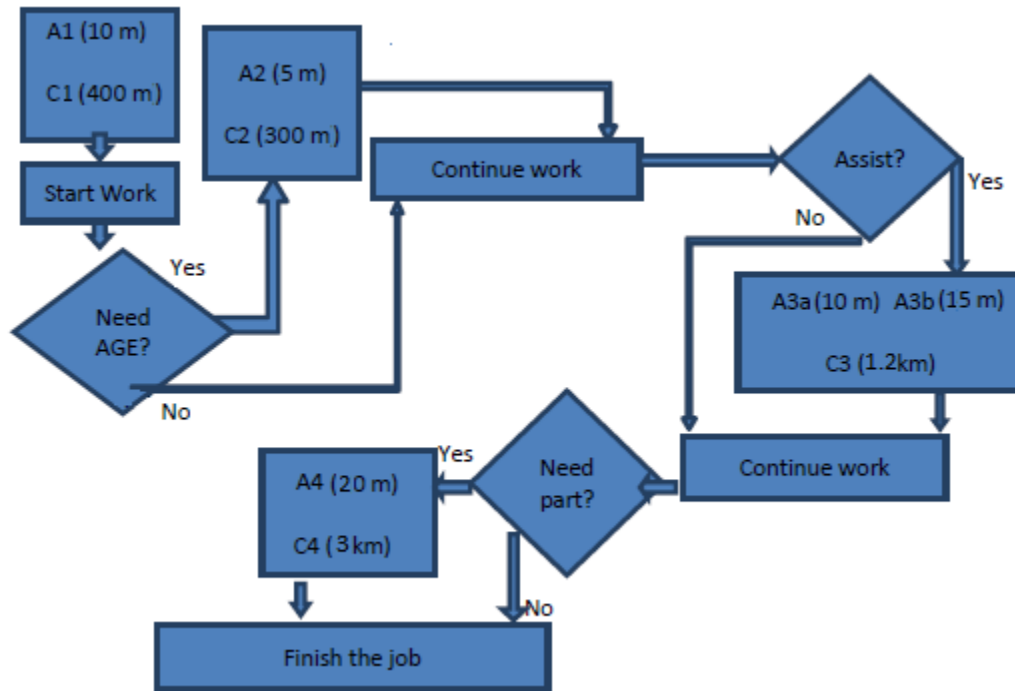 A1 (10 m)
C1 (400 m)
Start Work
Need
AGE?
Yes
No
A2 (5 m)
C2 (300 m)
Continue work
Assist?
Yes
No
A3a (10 m) A3b (15 m)
C3 (1.2km)
Continue work
Need
part?
Yes
No
A4 (20 m)
C4 (3 km)
Finish the job